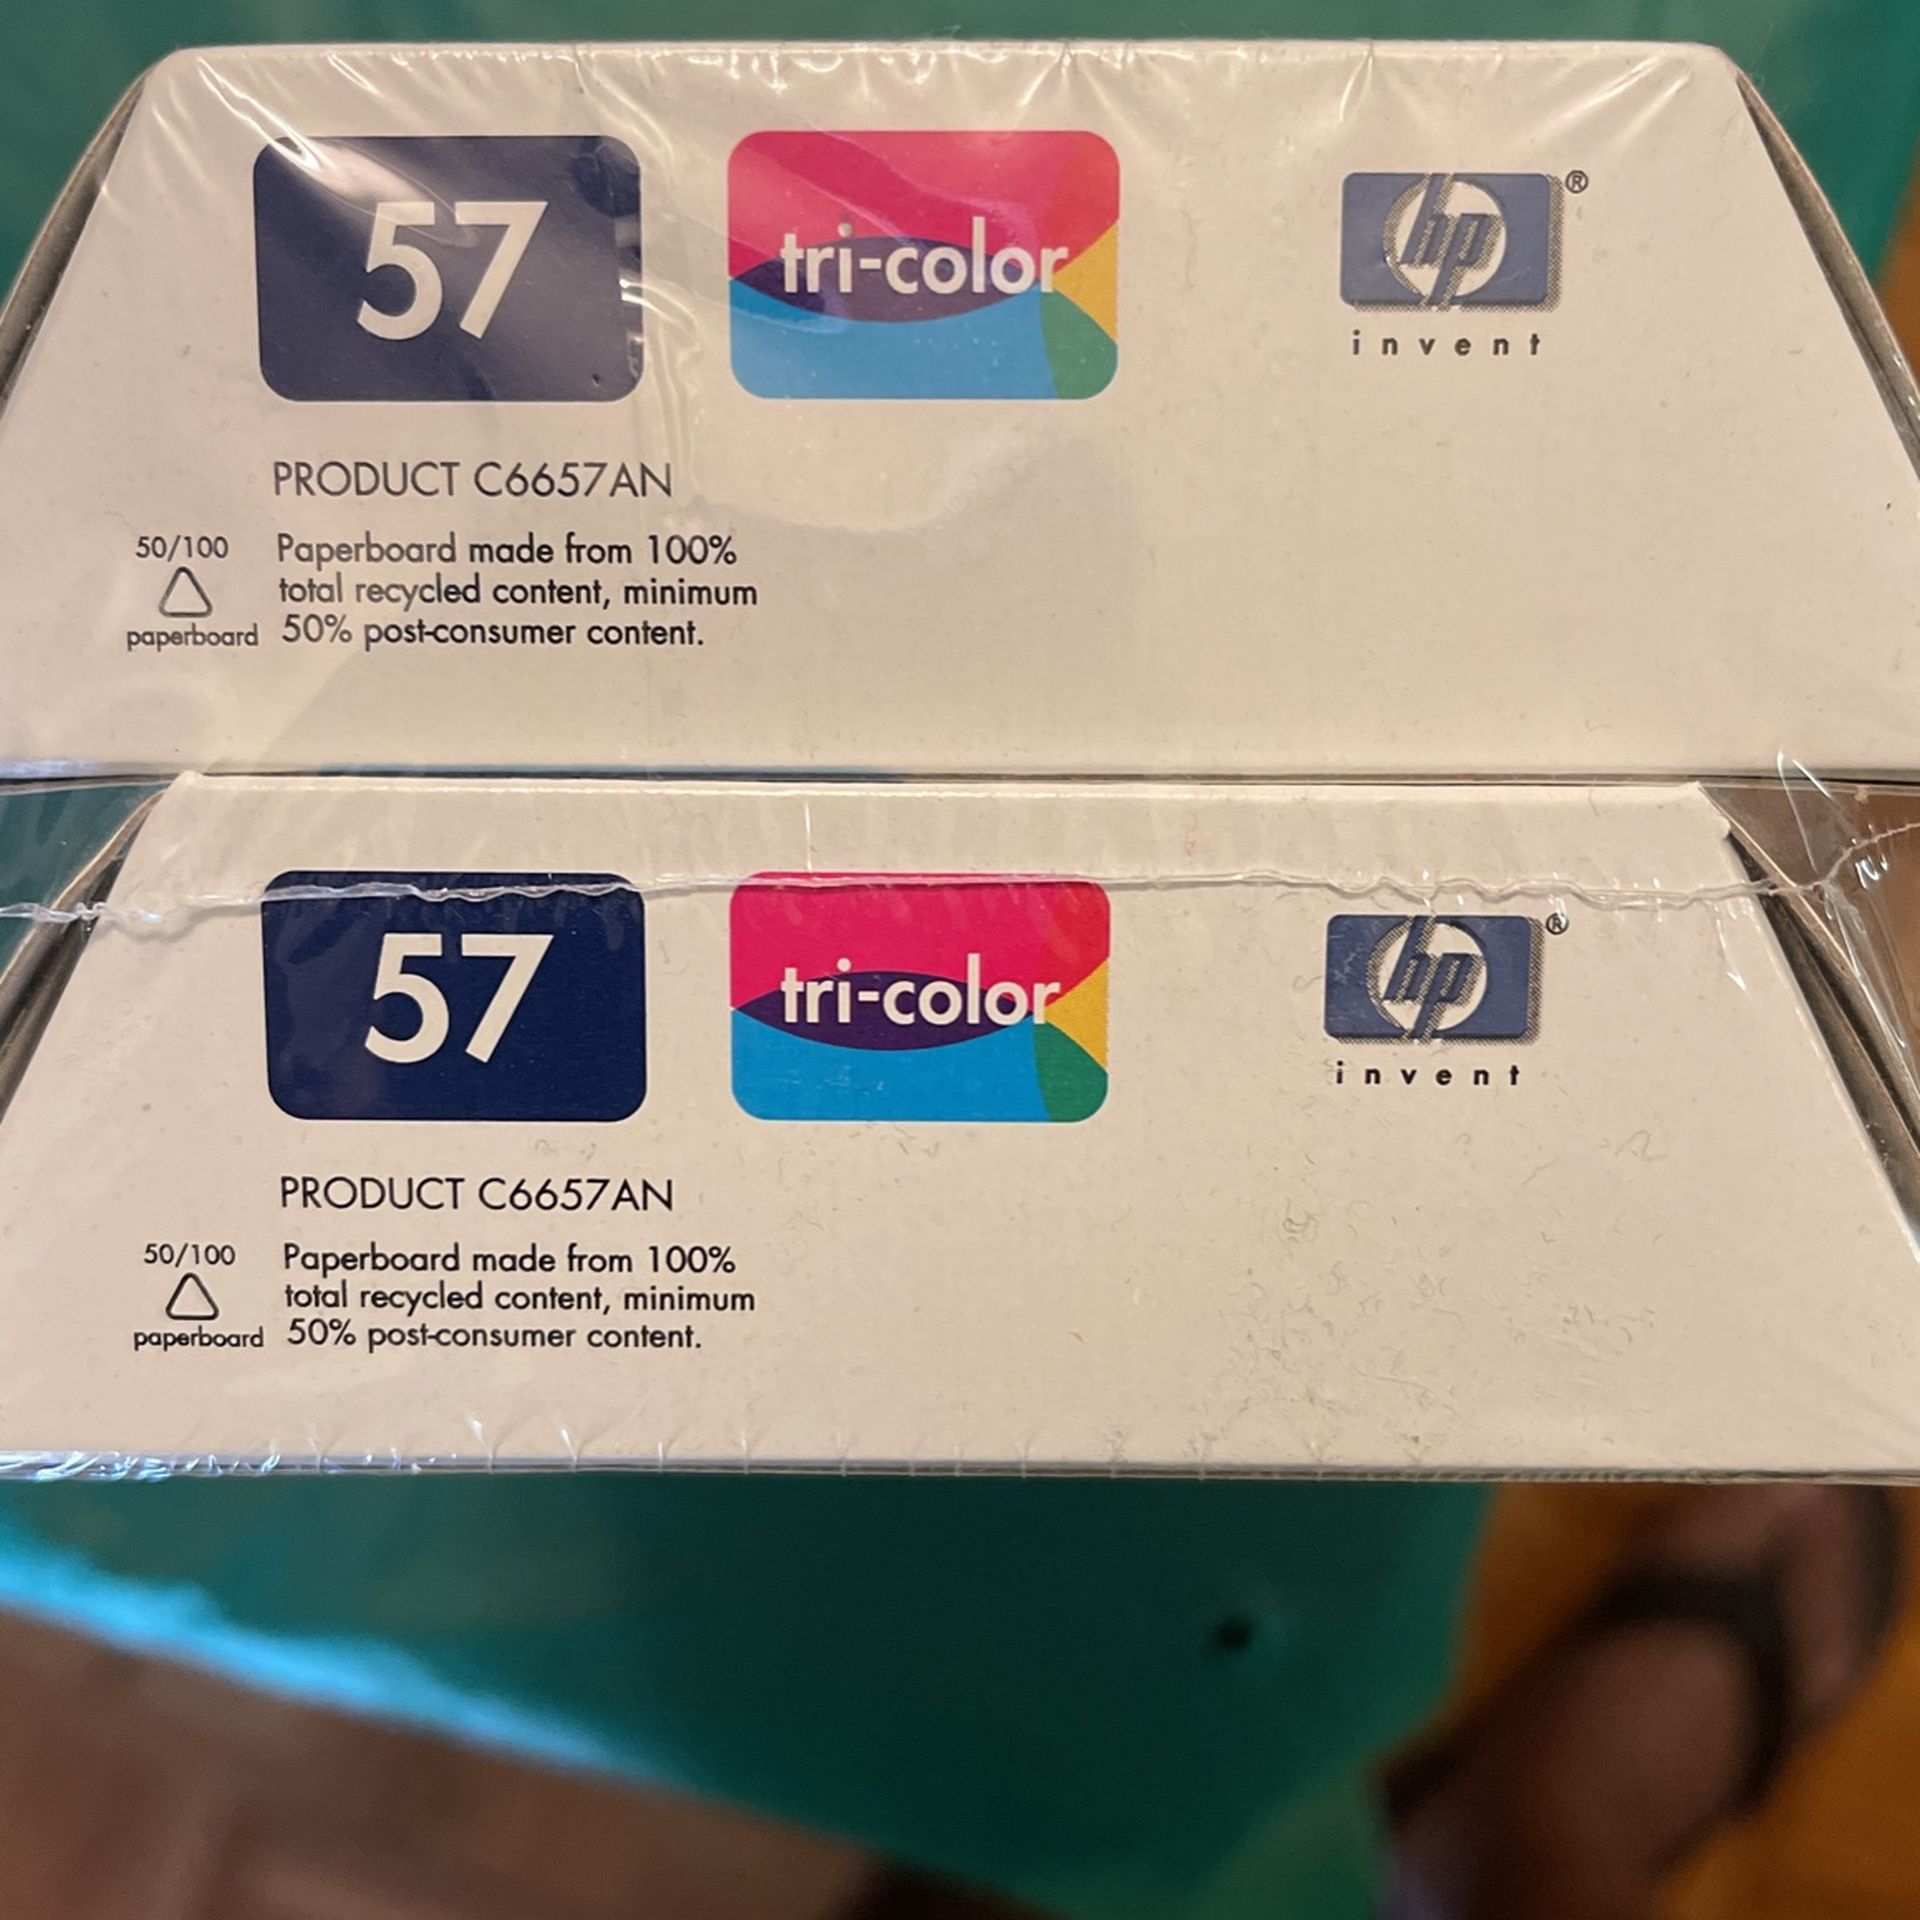 57
tri-color
hp®
invent
PRODUCT C6657AN
50/100
paperboard
Paperboard made from 100%
total recycled content, minimum
50% post-consumer content.
57
tri-color
hp®
invent
PRODUCT C6657AN
50/100
paperboard
Paperboard made from 100%
total recycled content, minimum
50% post-consumer content.